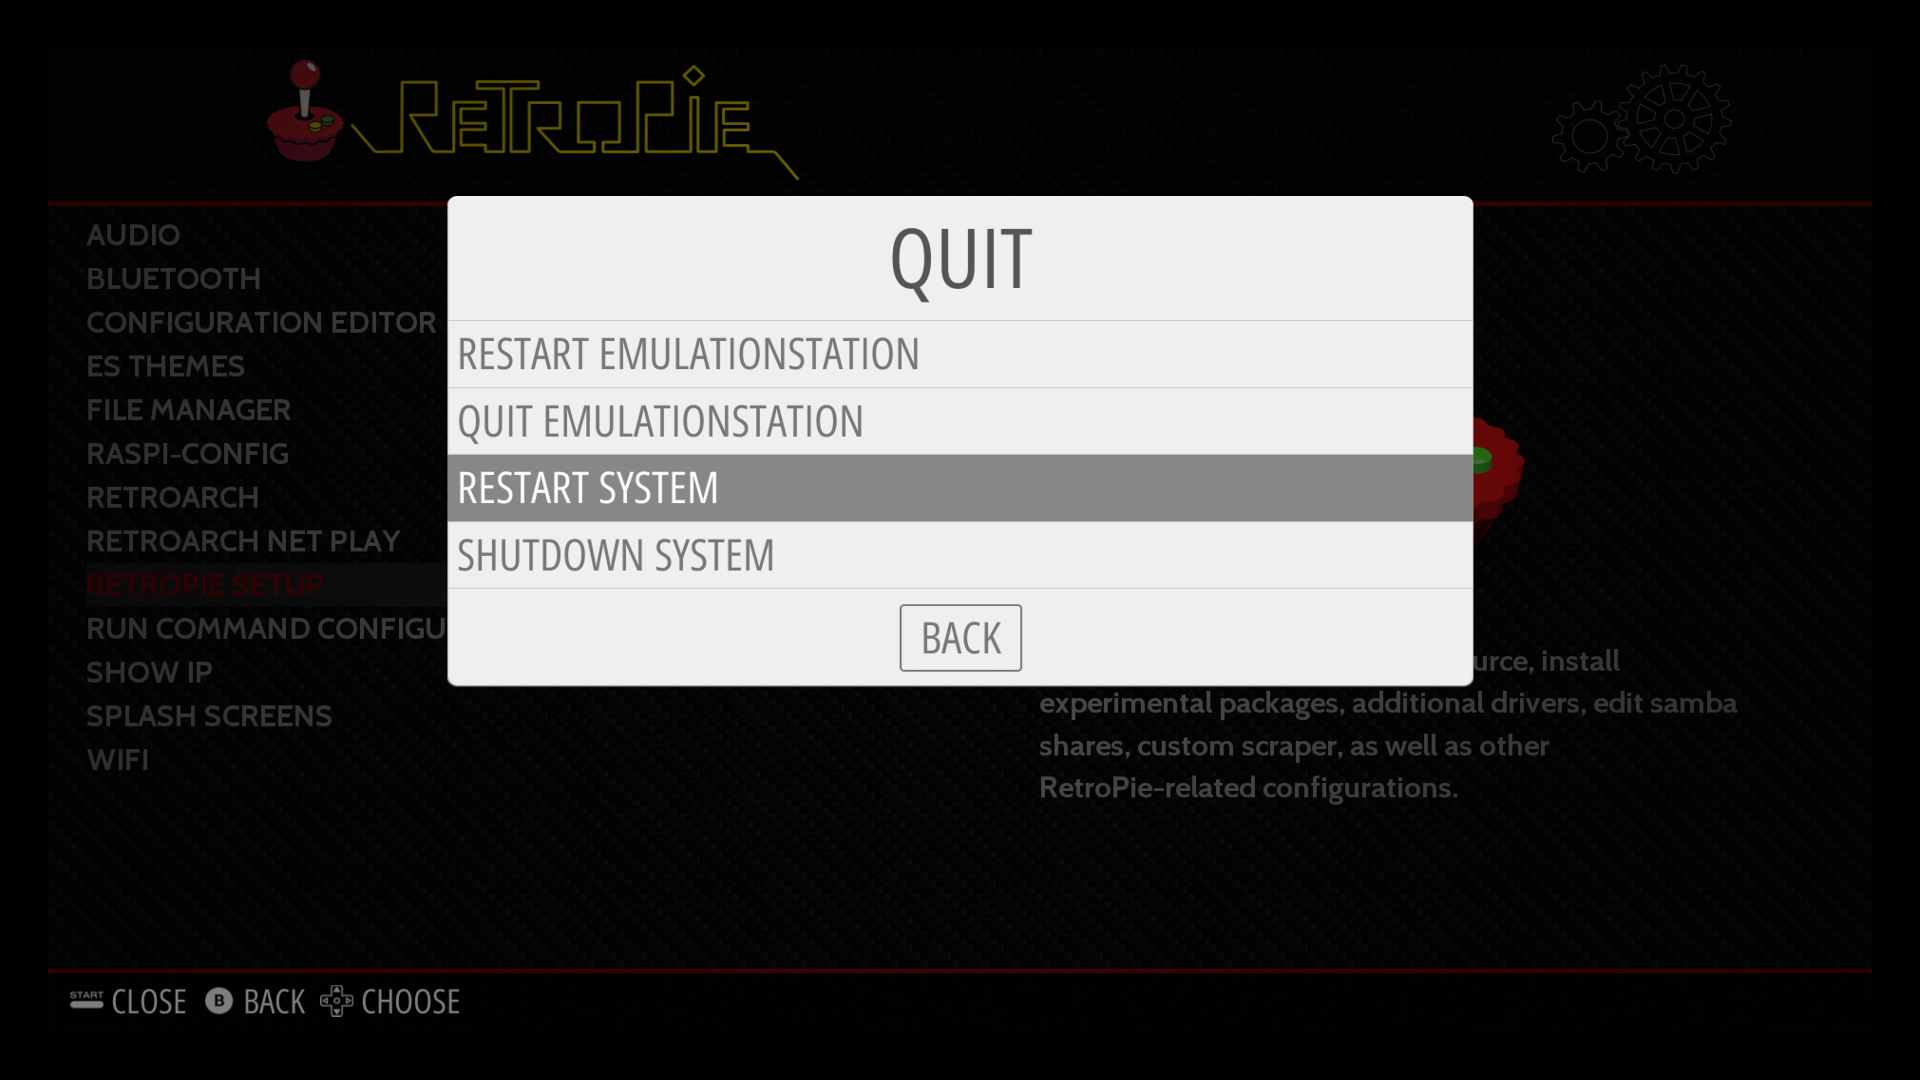 RETROPIE
AUDIO
BLUETOOTH
CONFIGURATION EDITOR
ES THEMES
FILE MANAGER
RASPI-CONFIG
RETROARCH
RETROARCH NET PLAY
RETROPIE SETUP
RUN COMMAND CONFIGU
SHOW IP
SPLASH SCREENS
WIFI
QUIT
RESTART EMULATIONSTATION
QUIT EMULATIONSTATION
RESTART SYSTEM
SHUTDOWN SYSTEM
BACK
urce, install
experimental packages, additional drivers, edit samba
shares, custom scraper, as well as other
RetroPie-related configurations.
START CLOSE B BACK CHOOSE